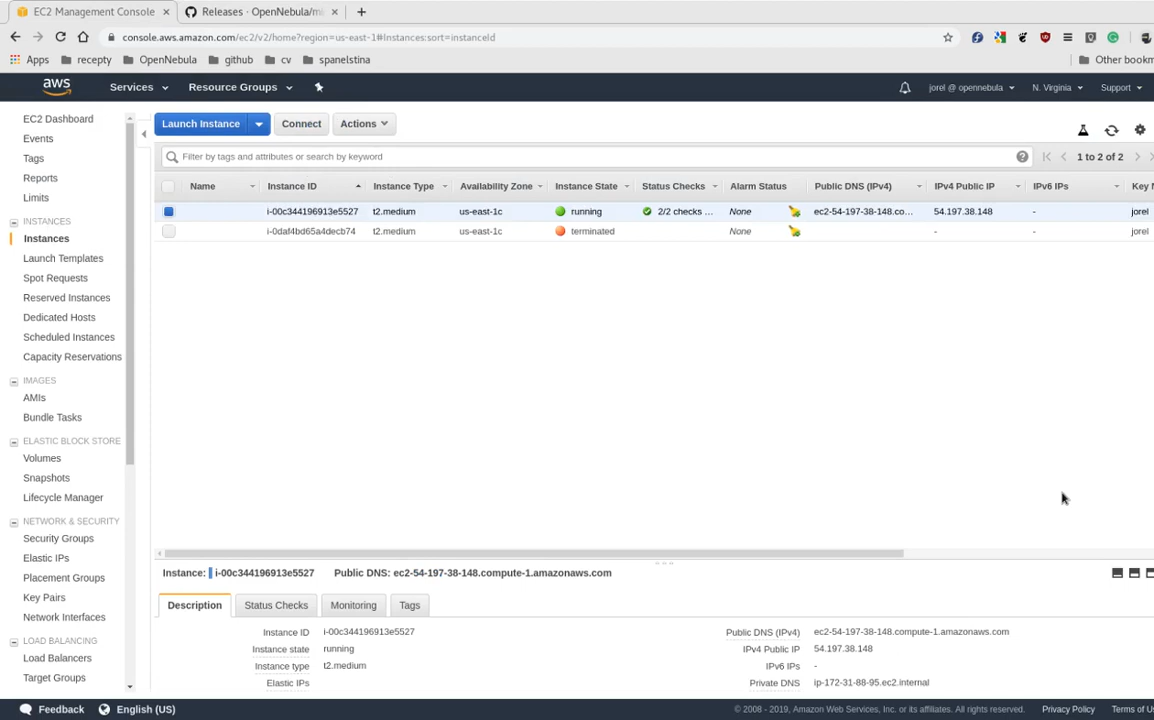 EC2 Management Console
Releases · OpenNebula/mi
console.aws.amazon.com/ec2/v2/home?region=us-east-1#Instances:sort=instanceId
Apps recepty OpenNebula github cv spanelstina Other bookm
aws Services Resource Groups jorel @ opennebula N. Virginia Support
EC2 Dashboard
Events
Tags
Reports
Limits
INSTANCES
Instances
Launch Templates
Spot Requests
Reserved Instances
Dedicated Hosts
Scheduled Instances
Capacity Reservations
IMAGES
AMIs
Bundle Tasks
ELASTIC BLOCK STORE
Volumes
Snapshots
Lifecycle Manager
NETWORK & SECURITY
Security Groups
Elastic IPs
Placement Groups
Key Pairs
Network Interfaces
LOAD BALANCING
Load Balancers
Target Groups
Launch Instance Connect Actions
Filter by tags and attributes or search by keyword
1 to 2 of 2
Name Instance ID Instance Type Availability Zone Instance State Status Checks Alarm Status Public DNS (IPv4) IPv4 Public IP IPv6 IPs Key
i-00c344196913e5527 t2.medium us-east-1c running 2/2 checks ... None ec2-54-197-38-148.co... 54.197.38.148 - jorel
i-0daf4bd65a4decb74 t2.medium us-east-1c terminated None - - jorel
Instance: i-00c344196913e5527 Public DNS: ec2-54-197-38-148.compute-1.amazonaws.com
Description Status Checks Monitoring Tags
Instance ID i-00c344196913e5527 Public DNS (IPv4) ec2-54-197-38-148.compute-1.amazonaws.com
Instance state running IPv4 Public IP 54.197.38.148
Instance type t2.medium IPv6 IPs -
Elastic IPs Private DNS ip-172-31-88-95.ec2.internal
Feedback English (US) © 2008 - 2019, Amazon Web Services, Inc. or its affiliates. All rights reserved. Privacy Policy Terms of U